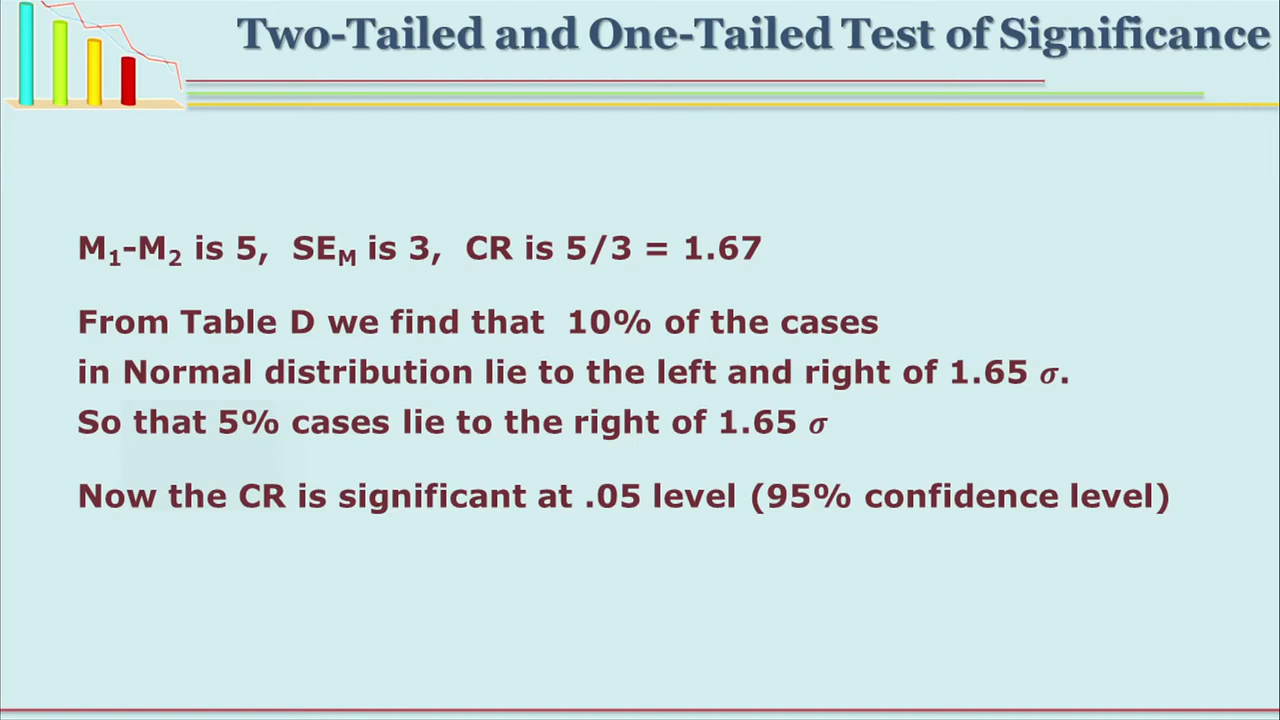 Two-Tailed and One-Tailed Test of Significance
M₁-M₂ is 5, SEM is 3, CR is 5/3 = 1.67
From Table D we find that 10% of the cases
in Normal distribution lie to the left and right of 1.65 σ.
So that 5% cases lie to the right of 1.65 σ
Now the CR is significant at .05 level (95% confidence level)